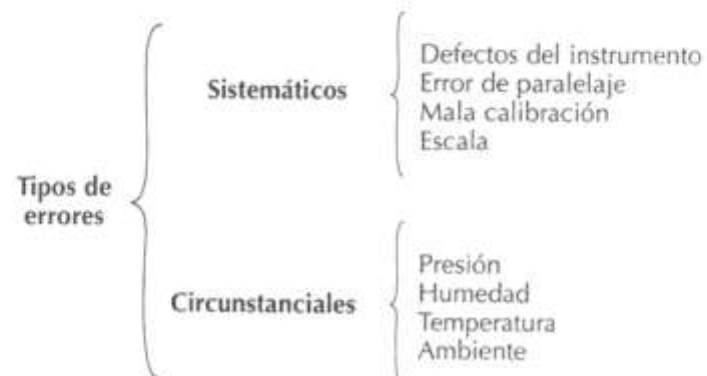 Tipos de
errores
Sistemáticos
Defectos del instrumento
Error de paralelaje
Mala calibración
Escala
Circunstanciales
Presión
Humedad
Temperatura
Ambiente